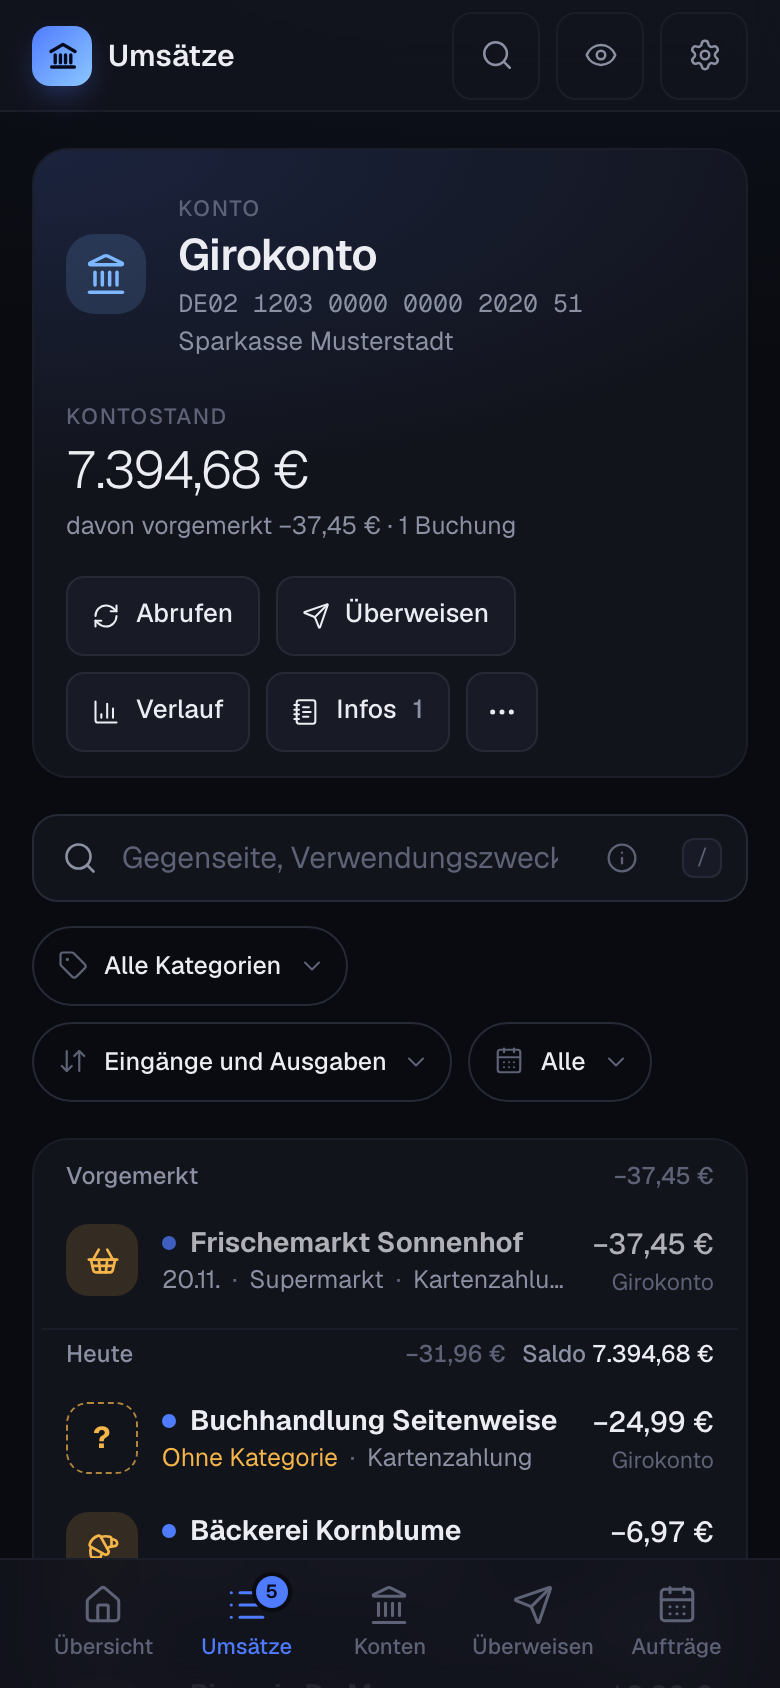 Umsätze
KONTO
Girokonto
DE02 1203 0000 0000 2020 51
Sparkasse Musterstadt
KONTOSTAND
7.394,68 €
davon vorgemerkt −37,45 € · 1 Buchung
Abrufen Überweisen
Verlauf Infos 1
Gegenseite, Verwendungszweck /
Alle Kategorien
Eingänge und Ausgaben Alle
Vorgemerkt −37,45 €
Frischemarkt Sonnenhof −37,45 €
20.11. · Supermarkt · Kartenzahlu... Girokonto
Heute −31,96 € Saldo 7.394,68 €
? Buchhandlung Seitenweise −24,99 €
Ohne Kategorie · Kartenzahlung Girokonto
Bäckerei Kornblume −6,97 €
5
Übersicht Umsätze Konten Überweisen Aufträge